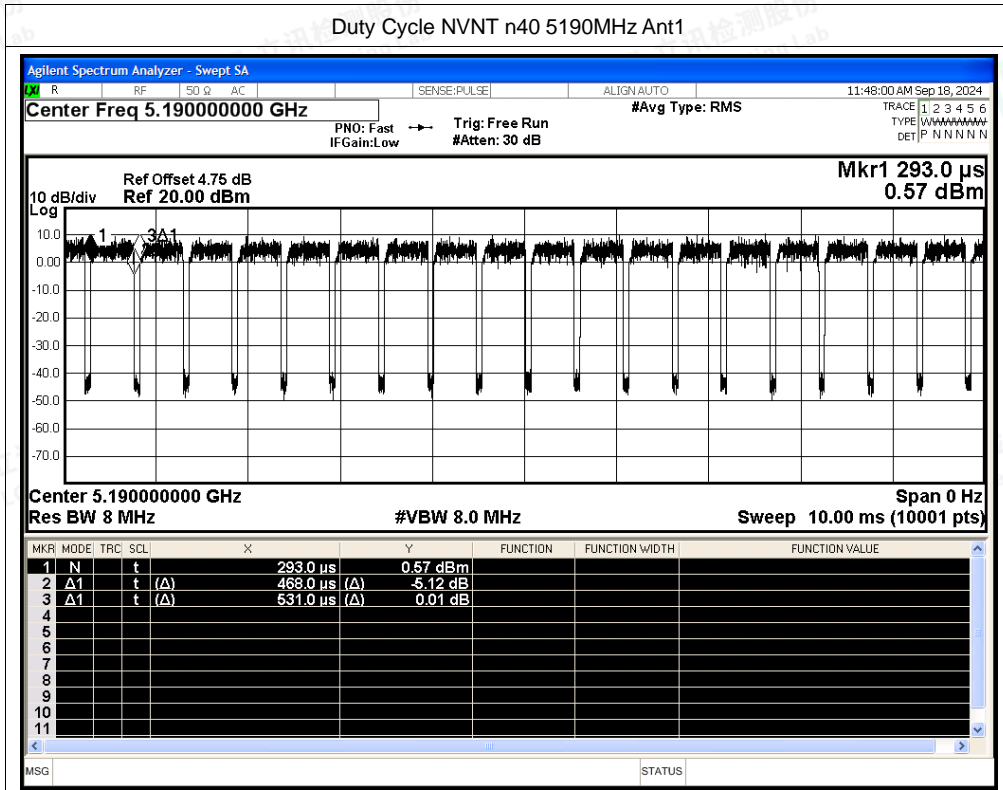 Duty Cycle NVNT n40 5190MHz Ant1
Agilent Spectrum Analyzer - Swept SA
LXI R RF 50 Ω AC SENSE:PULSE ALIGN AUTO 11:48:00 AM Sep 18, 2024
Center Freq 5.190000000 GHz #Avg Type: RMS TRACE 1 2 3 4 5 6
PNO: Fast Trig: Free Run TYPE WWWWWW
IFGain:Low #Atten: 30 dB DET P N N N N N
Mkr1 293.0 µs
0.57 dBm
Ref Offset 4.75 dB
10 dB/div Ref 20.00 dBm
Log
10.0
1 3Δ1
0.00
-10.0
-20.0
-30.0
-40.0
-50.0
-60.0
-70.0
Center 5.190000000 GHz Span 0 Hz
Res BW 8 MHz #VBW 8.0 MHz Sweep 10.00 ms (10001 pts)
MKR MODE TRC SCL X Y FUNCTION FUNCTION WIDTH FUNCTION VALUE
1 N t 293.0 µs 0.57 dBm
2 Δ1 t (Δ) 468.0 µs (Δ) -5.12 dB
3 Δ1 t (Δ) 531.0 µs (Δ) 0.01 dB
4
5
6
7
8
9
10
11
MSG STATUS